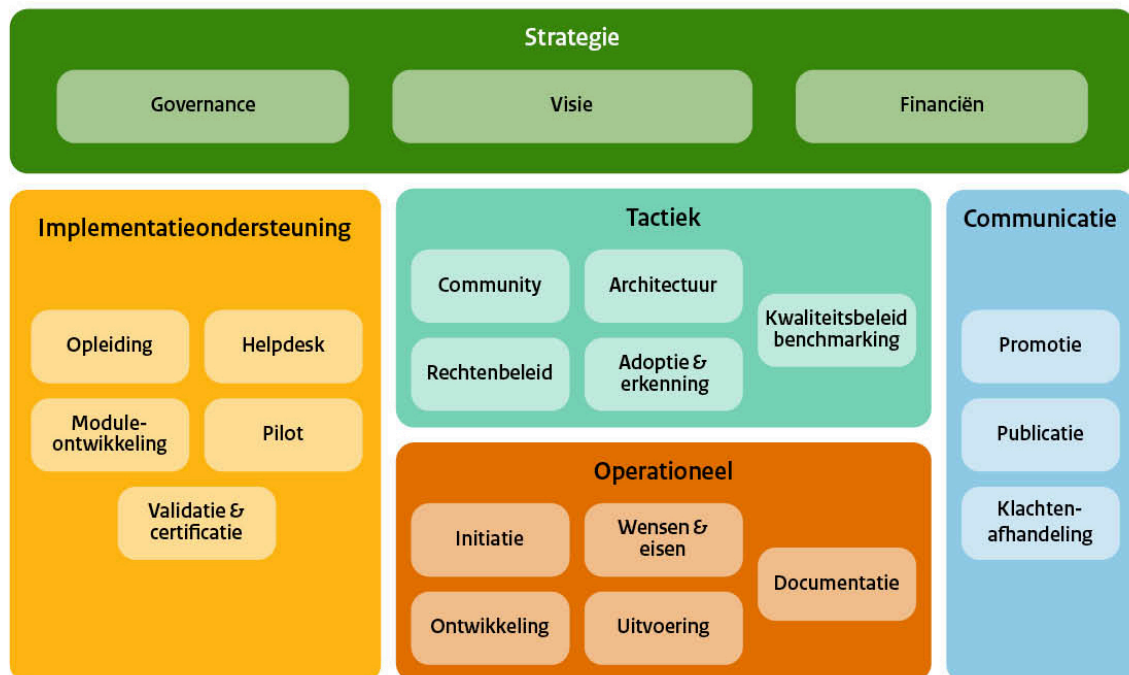 Strategie
Governance
Visie
Financiën
Implementatieondersteuning
Opleiding
Helpdesk
Module-
ontwikkeling
Pilot
Validatie &
certificatie
Tactiek
Community
Architectuur
Kwaliteitsbeleid
benchmarking
Rechtenbeleid
Adoptie &
erkenning
Operationeel
Initiatie
Wensen &
eisen
Documentatie
Ontwikkeling
Uitvoering
Communicatie
Promotie
Publicatie
Klachten-
afhandeling